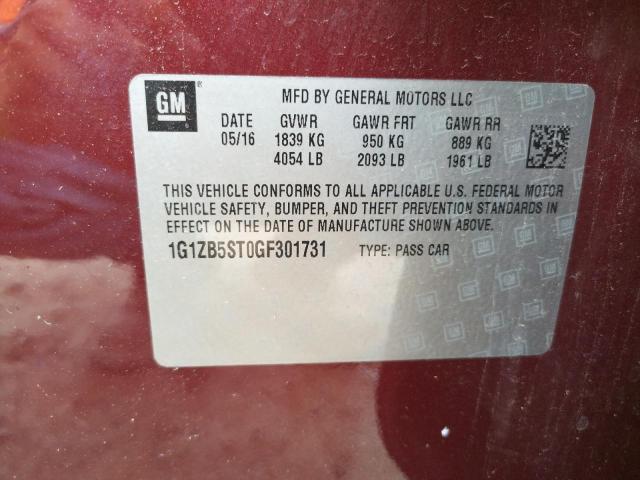 GM ®
MFD BY GENERAL MOTORS LLC
DATE GVWR GAWR FRT GAWR RR
05/16 1839 KG 950 KG 889 KG
4054 LB 2093 LB 1961 LB
THIS VEHICLE CONFORMS TO ALL APPLICABLE U.S. FEDERAL MOTOR
VEHICLE SAFETY, BUMPER, AND THEFT PREVENTION STANDARDS IN
EFFECT ON THE DATE OF MANUFACTURE SHOWN ABOVE.
1G1ZB5ST0GF301731 TYPE: PASS CAR